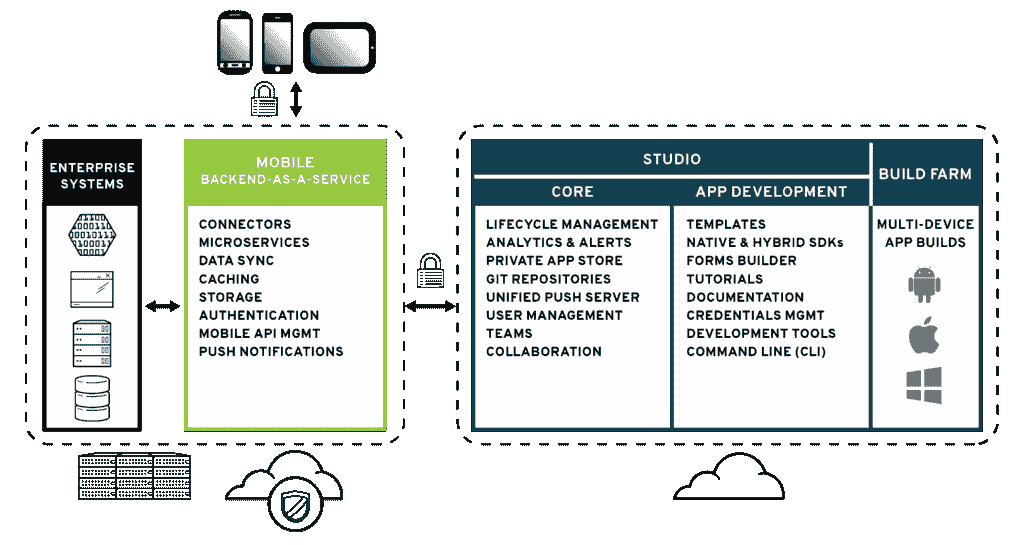 ENTERPRISE
SYSTEMS
MOBILE
BACKEND-AS-A-SERVICE
CONNECTORS
MICROSERVICES
DATA SYNC
CACHING
STORAGE
AUTHENTICATION
MOBILE API MGMT
PUSH NOTIFICATIONS
STUDIO
CORE
LIFECYCLE MANAGEMENT
ANALYTICS & ALERTS
PRIVATE APP STORE
GIT REPOSITORIES
UNIFIED PUSH SERVER
USER MANAGEMENT
TEAMS
COLLABORATION
APP DEVELOPMENT
TEMPLATES
NATIVE & HYBRID SDKs
FORMS BUILDER
TUTORIALS
DOCUMENTATION
CREDENTIALS MGMT
DEVELOPMENT TOOLS
COMMAND LINE (CLI)
BUILD FARM
MULTI-DEVICE
APP BUILDS